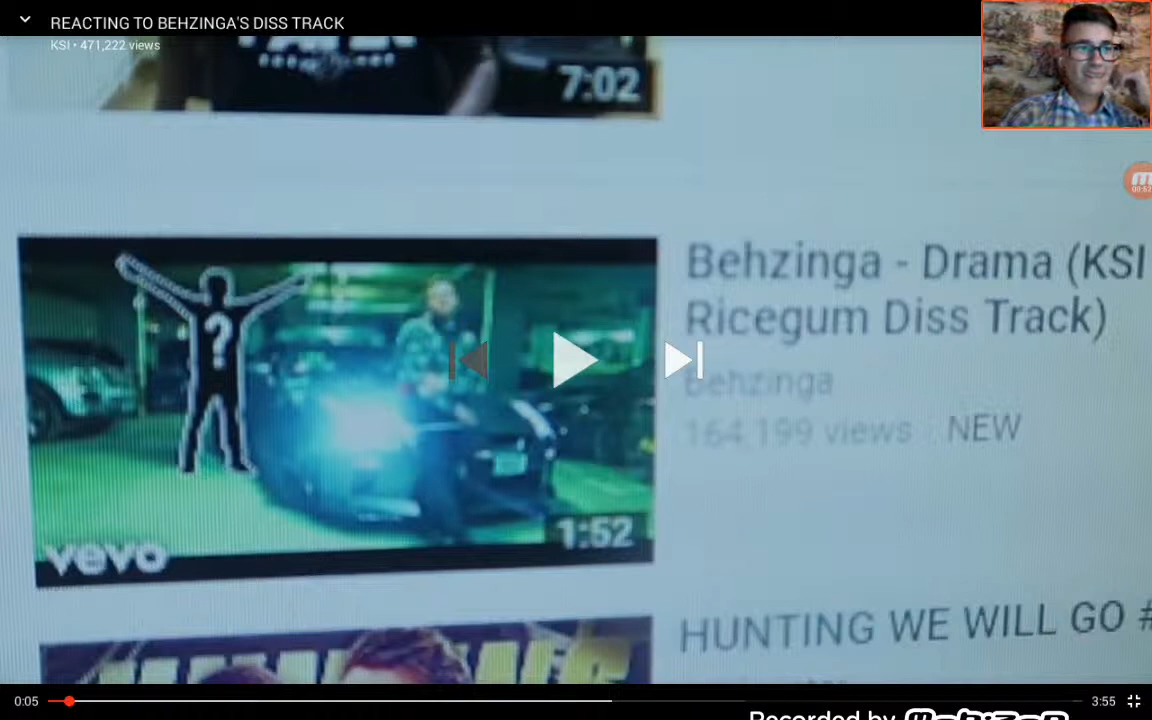 REACTING TO BEHZINGA'S DISS TRACK
KSI • 471,222 views
7:02
Behzinga - Drama (KSI
Ricegum Diss Track)
Behzinga
164,199 views NEW
?
1:52
vevo
HUNTING WE WILL GO #
0:05
3:55
Recorded by Mobizen